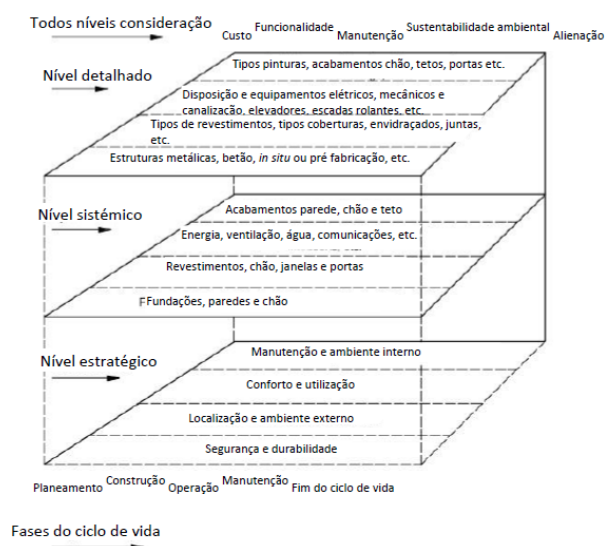 Todos níveis consideração
Custo Funcionalidade Manutenção Sustentabilidade ambiental Alienação
Nível detalhado
Tipos pinturas, acabamentos chão, tetos, portas etc.
Disposição e equipamentos elétricos, mecânicos e
canalização, elevadores, escadas rolantes, etc.
Tipos de revestimentos, tipos coberturas, envidraçados, juntas,
etc.
Estruturas metálicas, betão, in situ ou pré fabricação, etc.
Nível sistémico
Acabamentos parede, chão e teto
Energia, ventilação, água, comunicações, etc.
Revestimentos, chão, janelas e portas
FFundações, paredes e chão
Nível estratégico
Manutenção e ambiente interno
Conforto e utilização
Localização e ambiente externo
Segurança e durabilidade
Planeamento Construção Operação Manutenção Fim do ciclo de vida
Fases do ciclo de vida